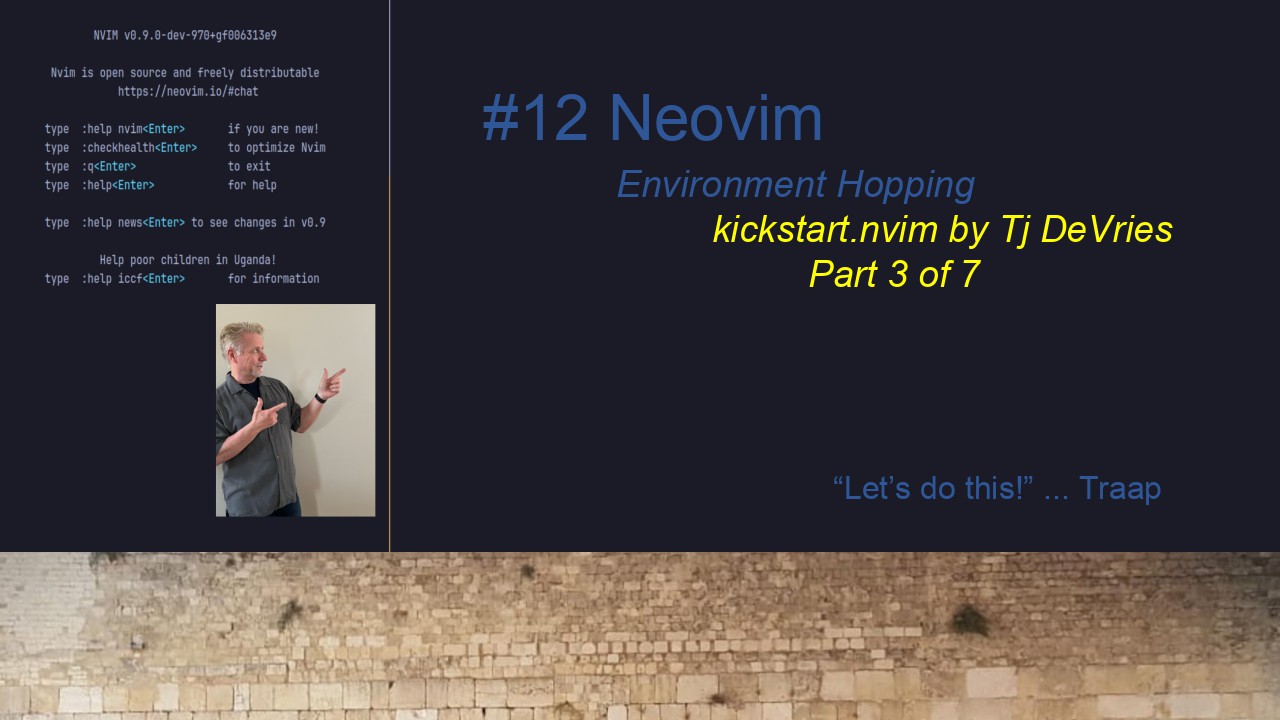 NVIM v0.9.0-dev-970+gf006313e9
Nvim is open source and freely distributable
https://neovim.io/#chat
type :help nvim<Enter> if you are new!
type :checkhealth<Enter> to optimize Nvim
type :q<Enter> to exit
type :help<Enter> for help
type :help news<Enter> to see changes in v0.9
Help poor children in Uganda!
type :help iccf<Enter> for information
#12 Neovim
Environment Hopping
kickstart.nvim by Tj DeVries
Part 3 of 7
“Let’s do this!” ... Traap